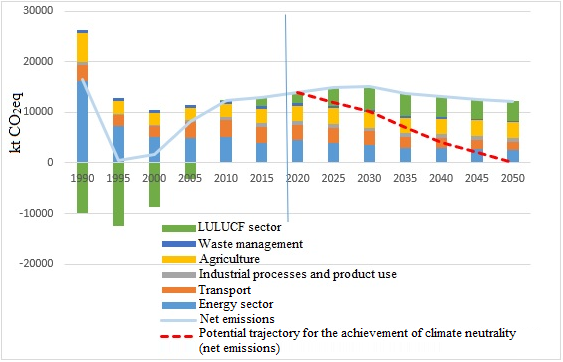 30000
20000
10000
0
-10000
-20000
kt CO2eq
1990 1995 2000 2005 2010 2015 2020 2025 2030 2035 2040 2045 2050
LULUCF sector
Waste management
Agriculture
Industrial processes and product use
Transport
Energy sector
Net emissions
Potential trajectory for the achievement of climate neutrality
(net emissions)